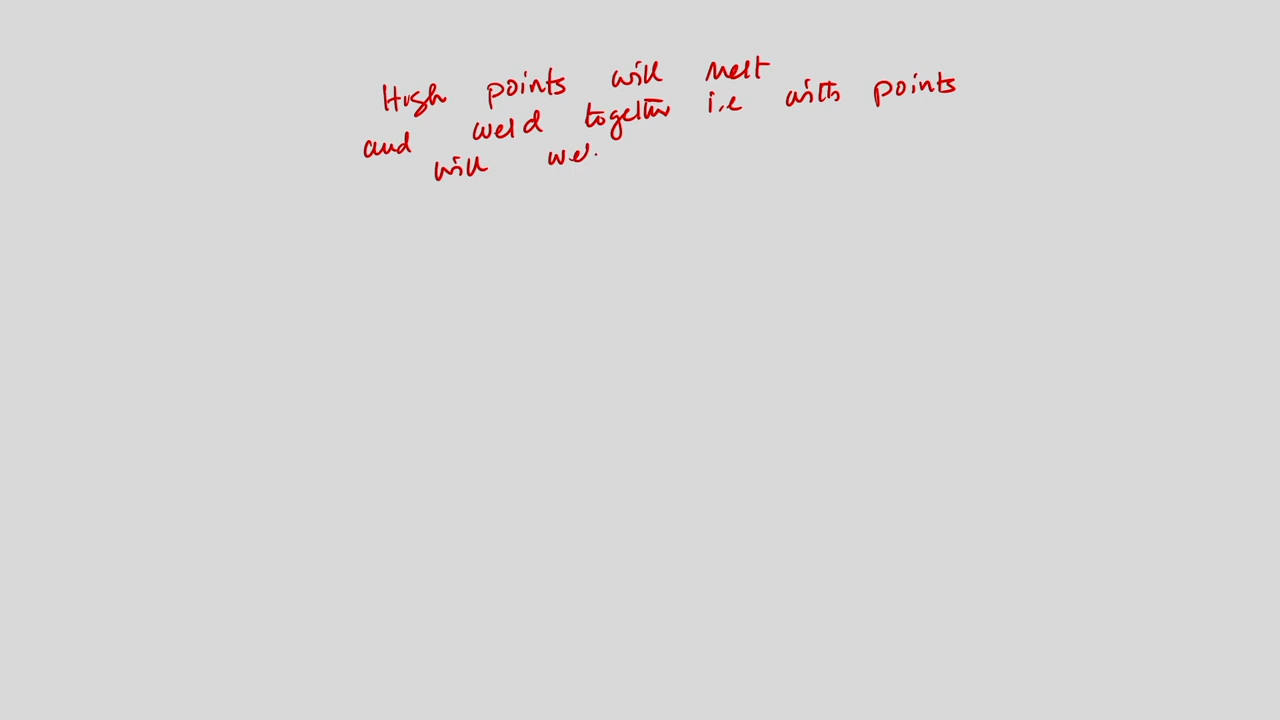 High points will melt
and weld together i.e with points
will we.